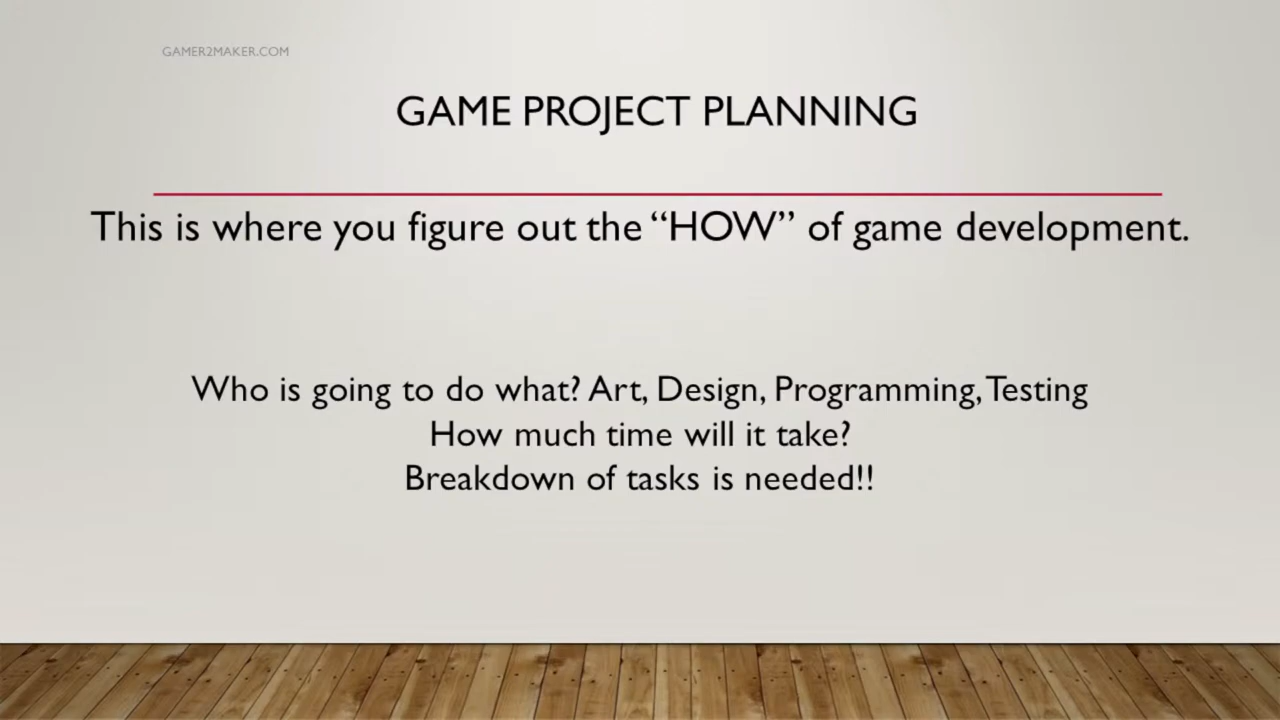 GAMER2MAKER.COM
GAME PROJECT PLANNING
This is where you figure out the “HOW” of game development.
Who is going to do what? Art, Design, Programming, Testing
How much time will it take?
Breakdown of tasks is needed!!